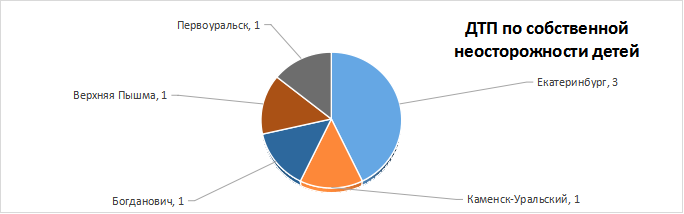 ДТП по собственной
неосторожности детей
Первоуральск, 1
Екатеринбург, 3
Верхняя Пышма, 1
Богданович, 1
Каменск-Уральский, 1